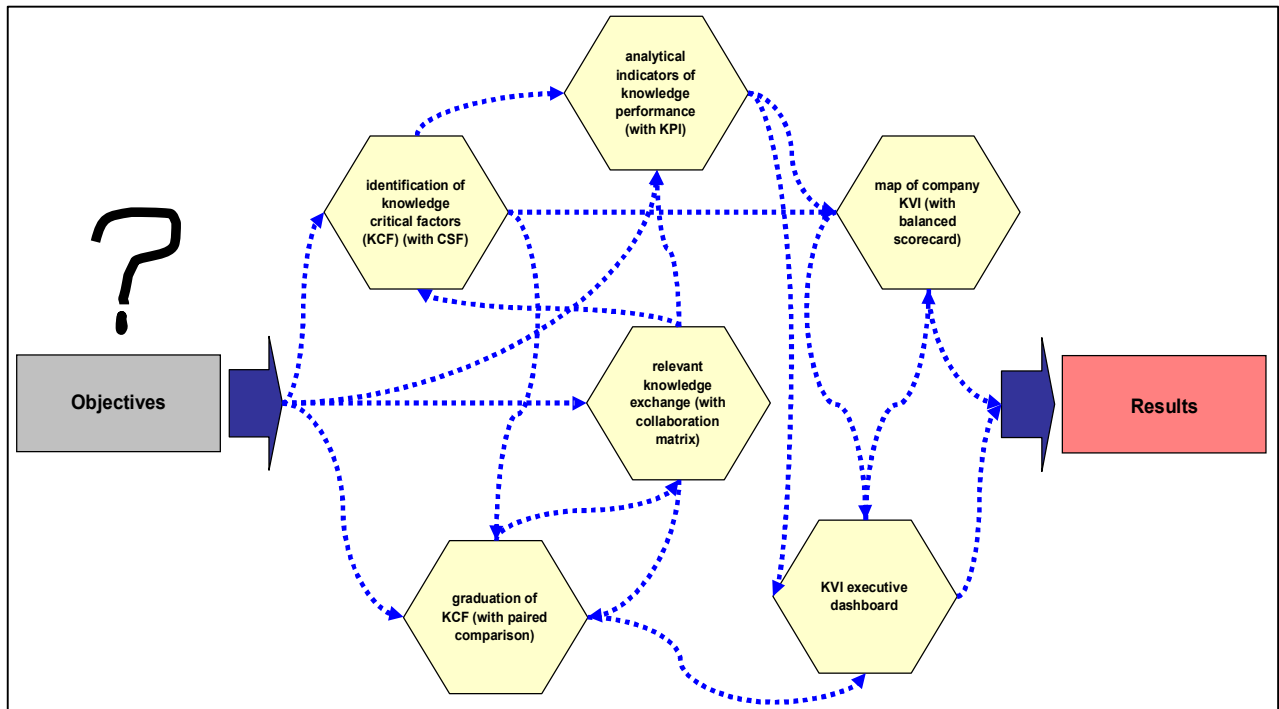 analytical
indicators of
knowledge
performance
(with KPI)
identification of
knowledge
critical factors
(KCF) (with CSF)
map of company
KVI (with
balanced
scorecard)
?
Objectives
relevant
knowledge
exchange (with
collaboration
matrix)
Results
graduation of
KCF (with paired
comparison)
KVI executive
dashboard